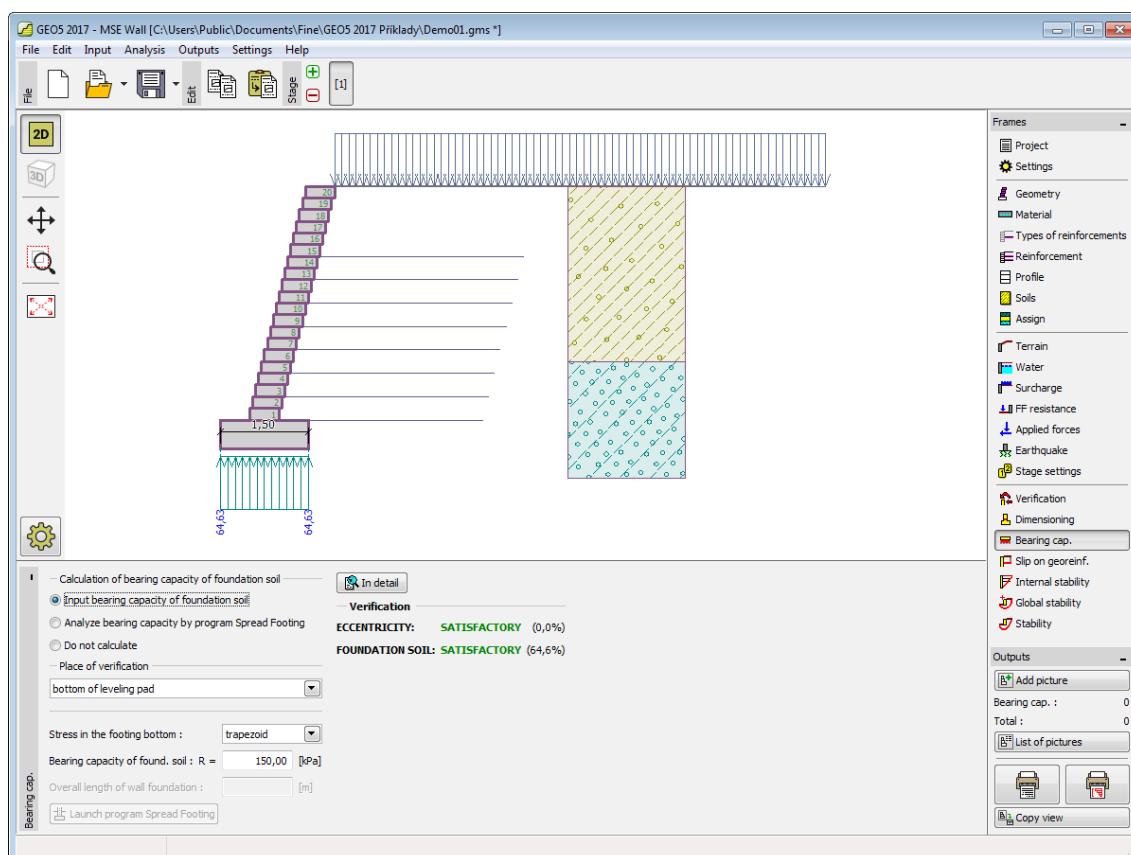 GEO5 2017 - MSE Wall [C:\Users\Public\Documents\Fine\GEO5 2017 Příklady\Demo01.gms *]
File Edit Input Analysis Outputs Settings Help
File
Edit
Stage
[1]
2D
3D
20
19
18
17
16
15
14
13
12
11
10
9
8
7
6
5
4
3
2
1
1,50
64,63 64,63
Frames
Project
Settings
Geometry
Material
Types of reinforcements
Reinforcement
Profile
Soils
Assign
Terrain
Water
Surcharge
FF resistance
Applied forces
Earthquake
Stage settings
Verification
Dimensioning
Bearing cap.
Slip on georeinf.
Internal stability
Global stability
Stability
Outputs
Add picture
Bearing cap. : 0
Total : 0
List of pictures
Copy view
Bearing cap.
Calculation of bearing capacity of foundation soil
Input bearing capacity of foundation soil
Analyze bearing capacity by program Spread Footing
Do not calculate
Place of verification
bottom of leveling pad
Stress in the footing bottom : trapezoid
Bearing capacity of found. soil : R = 150,00 [kPa]
Overall length of wall foundation : [m]
Launch program Spread Footing
In detail
Verification
ECCENTRICITY: SATISFACTORY (0,0%)
FOUNDATION SOIL: SATISFACTORY (64,6%)